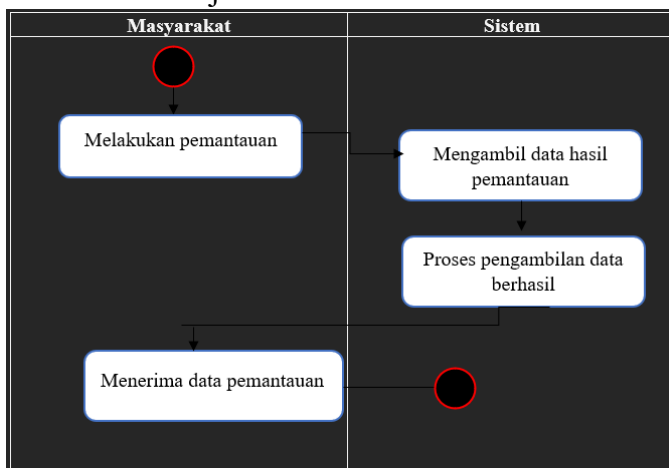 Masyarakat
Sistem
Melakukan pemantauan
Mengambil data hasil
pemantauan
Proses pengambilan data
berhasil
Menerima data pemantauan